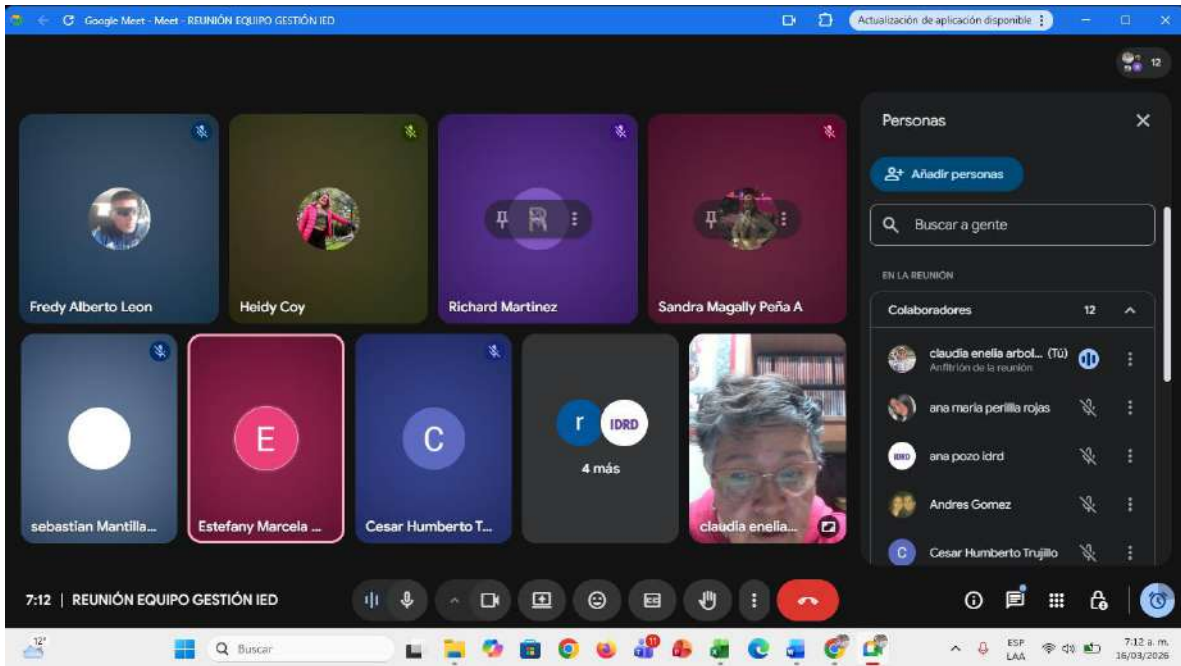 Google Meet - Meet - REUNIÓN EQUIPO GESTIÓN IED
Actualización de aplicación disponible
12
Fredy Alberto Leon
Heidy Coy
R
Richard Martinez
Sandra Magally Peña A
sebastian Mantilla...
E
Estefany Marcela ...
C
Cesar Humberto T...
r IDRD
4 más
claudia enelia...
Personas
Añadir personas
Buscar a gente
EN LA REUNIÓN
Colaboradores 12
claudia enelia arbol... (Tú)
Anfitrión de la reunión
ana maria perilla rojas
IDRD ana pozo idrd
Andres Gomez
C Cesar Humberto Trujillo
7:12 | REUNIÓN EQUIPO GESTIÓN IED
12°
Buscar
ESP
LAA
7:12 a. m.
16/03/2026